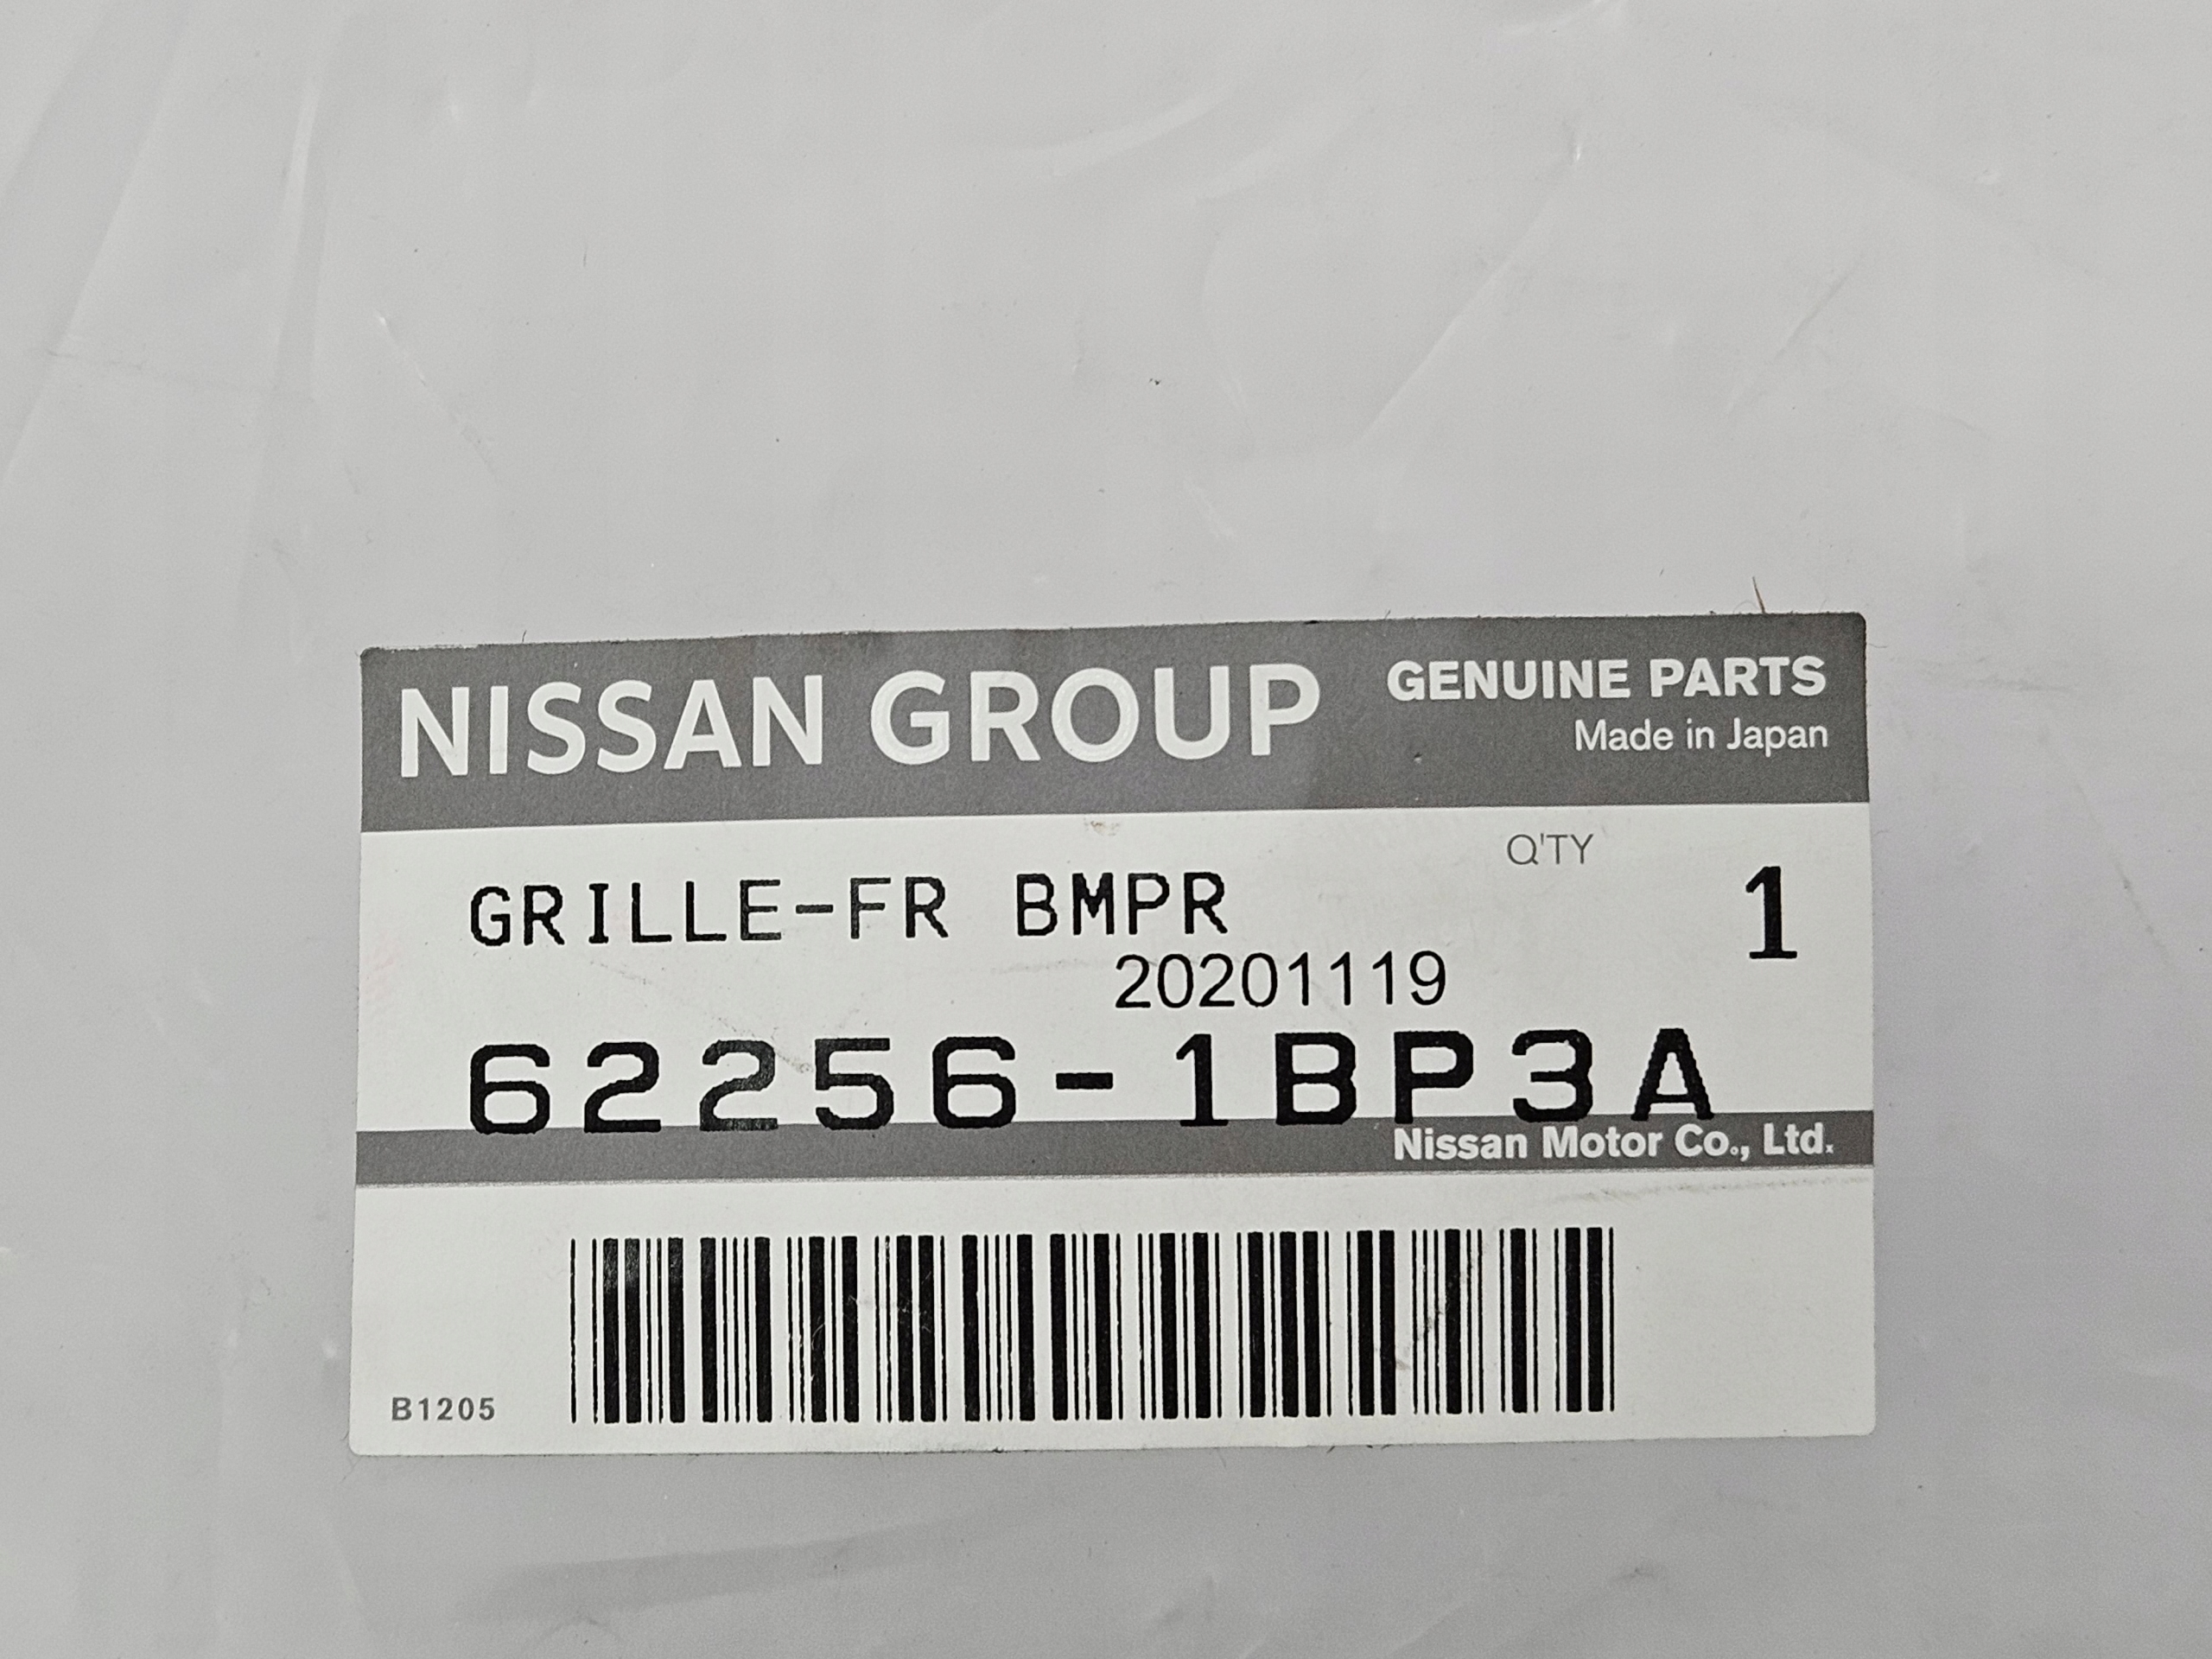 NISSAN GROUP
GENUINE PARTS
Made in Japan
Q'TY
GRILLE-FR BMPR
1
20201119
62256-1BP3A
Nissan Motor Co., Ltd.
B1205